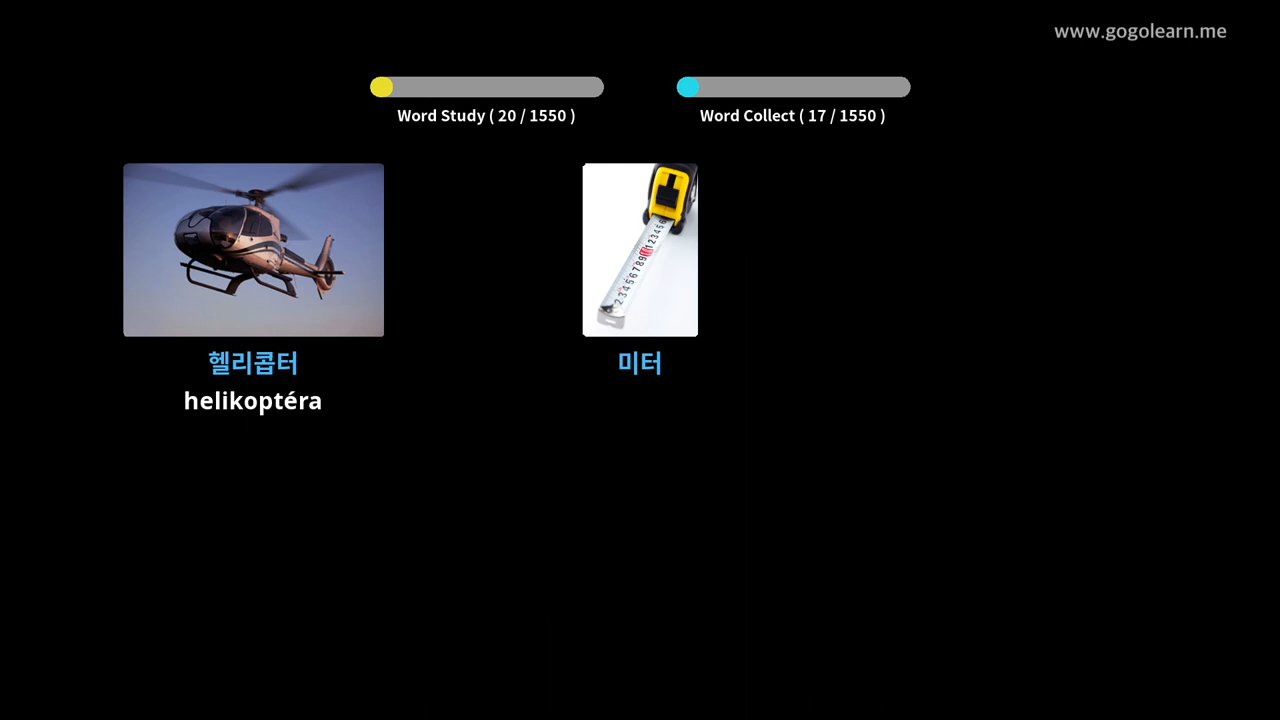 www.gogolearn.me
Word Study ( 20 / 1550 )
Word Collect ( 17 / 1550 )
헬리콥터
helikoptéra
미터